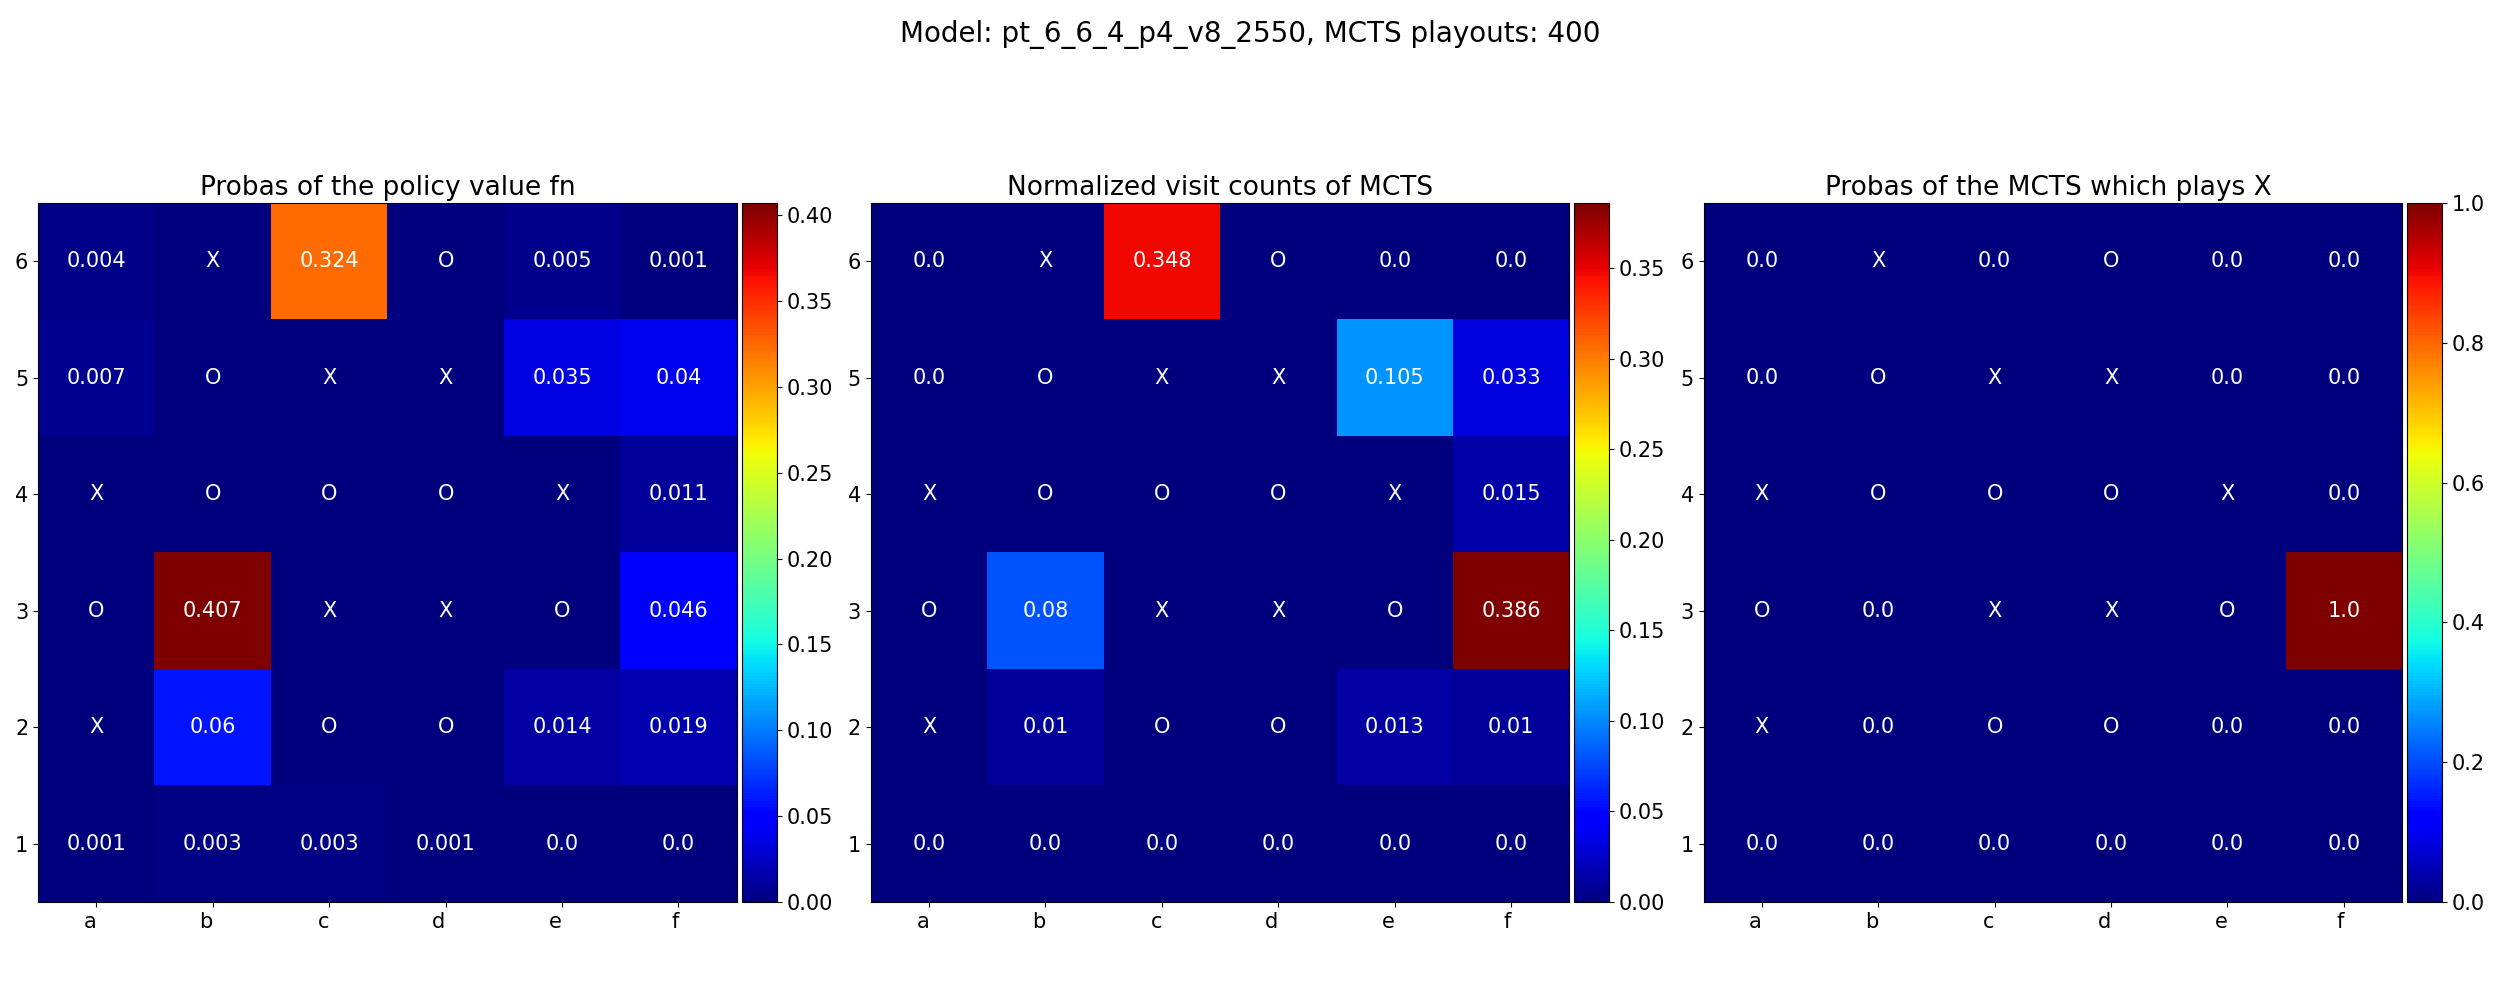 Model: pt_6_6_4_p4_v8_2550, MCTS playouts: 400
Probas of the policy value fn
6 0.004 X 0.324 O 0.005 0.001
5 0.007 O X X 0.035 0.04
4 X O O O X 0.011
3 O 0.407 X X O 0.046
2 X 0.06 O O 0.014 0.019
1 0.001 0.003 0.003 0.001 0.0 0.0
a b c d e f
0.40
0.35
0.30
0.25
0.20
0.15
0.10
0.05
0.00
Normalized visit counts of MCTS
6 0.0 X 0.348 O 0.0 0.0
5 0.0 O X X 0.105 0.033
4 X O O O X 0.015
3 O 0.08 X X O 0.386
2 X 0.01 O O 0.013 0.01
1 0.0 0.0 0.0 0.0 0.0 0.0
a b c d e f
0.35
0.30
0.25
0.20
0.15
0.10
0.05
0.00
Probas of the MCTS which plays X
6 0.0 X 0.0 O 0.0 0.0
5 0.0 O X X 0.0 0.0
4 X O O O X 0.0
3 O 0.0 X X O 1.0
2 X 0.0 O O 0.0 0.0
1 0.0 0.0 0.0 0.0 0.0 0.0
a b c d e f
1.0
0.8
0.6
0.4
0.2
0.0